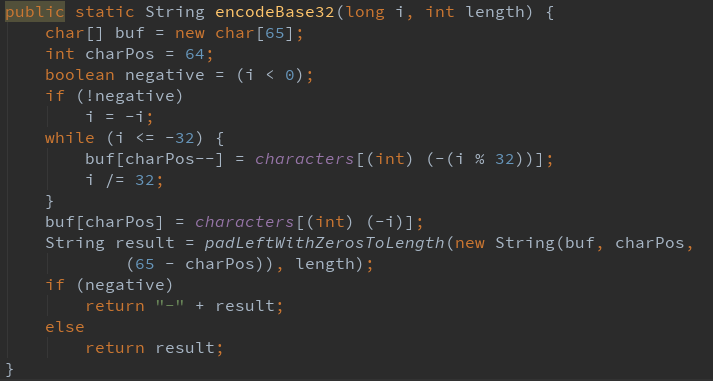 public static String encodeBase32(long i, int length) {
    char[] buf = new char[65];
    int charPos = 64;
    boolean negative = (i < 0);
    if (!negative)
        i = -i;
    while (i <= -32) {
        buf[charPos--] = characters[(int) (-(i % 32))];
        i /= 32;
    }
    buf[charPos] = characters[(int) (-i)];
    String result = padLeftWithZerosToLength(new String(buf, charPos,
            (65 - charPos)), length);
    if (negative)
        return "-" + result;
    else
        return result;
}